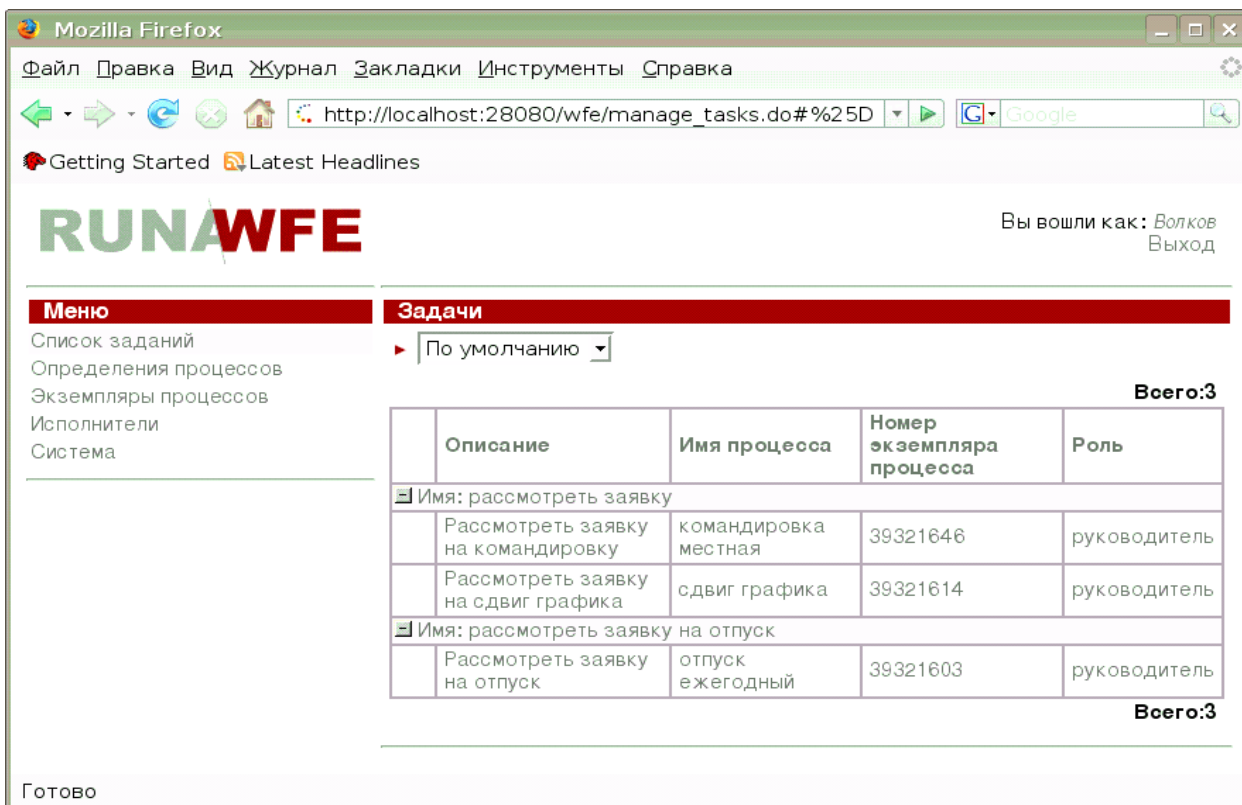 Mozilla Firefox
Файл Правка Вид Журнал Закладки Инструменты Справка
http://localhost:28080/wfe/manage_tasks.do#%25D
G Google
Getting Started Latest Headlines
RUNAWFE
Вы вошли как: Волков
Выход
Меню
Список заданий
Определения процессов
Экземпляры процессов
Исполнители
Система
Задачи
По умолчанию
Всего:3
Описание
Имя процесса
Номер
экземпляра
процесса
Роль
Имя: рассмотреть заявку
Рассмотреть заявку
на командировку
командировка
местная
39321646
руководитель
Рассмотреть заявку
на сдвиг графика
сдвиг графика
39321614
руководитель
Имя: рассмотреть заявку на отпуск
Рассмотреть заявку
на отпуск
отпуск
ежегодный
39321603
руководитель
Всего:3
Готово